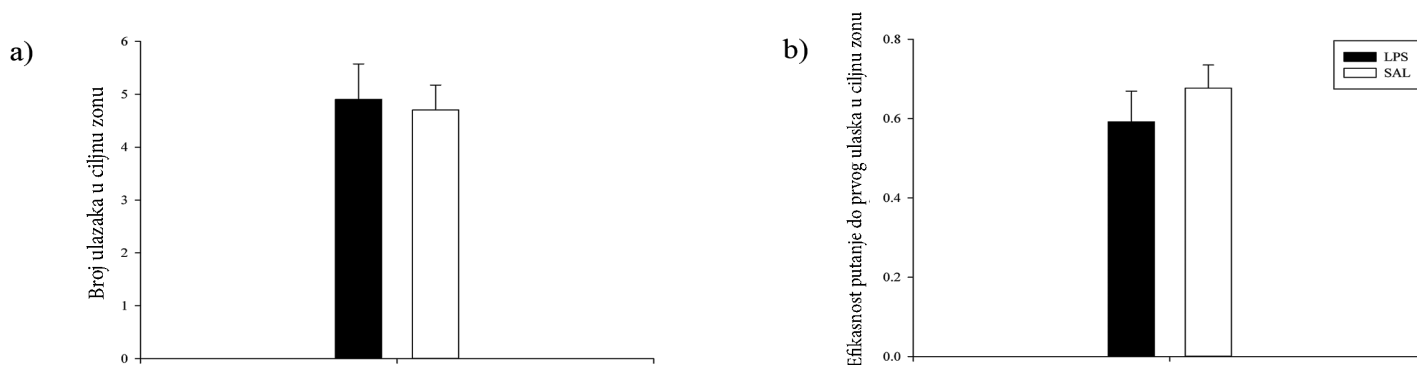 a)
Broj ulazaka u ciljnu zonu
6
5
4
3
2
1
0
b)
Efikasnost putanje do prvog ulaska u ciljnu zonu
0.8
0.6
0.4
0.2
0.0
LPS
SAL